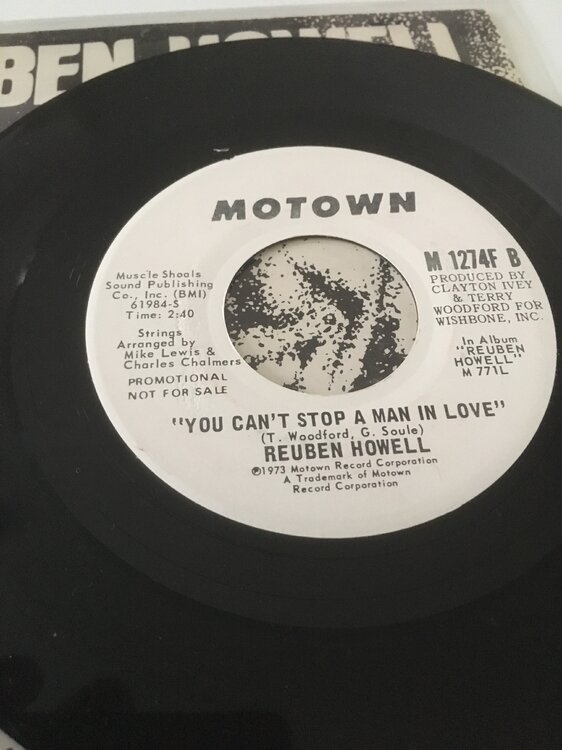 BEN HOWELL
MOTOWN
M 1274F B
PRODUCED BY
CLAYTON IVEY
& TERRY
WOODFORD FOR
WISHBONE, INC.
In Album
"REUBEN
HOWELL"
M 771L
Muscle Shoals
Sound Publishing
Co., Inc. (BMI)
61984-S
Time: 2:40
Strings
Arranged by
Mike Lewis &
Charles Chalmers
PROMOTIONAL
NOT FOR SALE
"YOU CAN'T STOP A MAN IN LOVE"
(T. Woodford, G. Soule)
REUBEN HOWELL
℗1973 Motown Record Corporation
A Trademark of Motown
Record Corporation